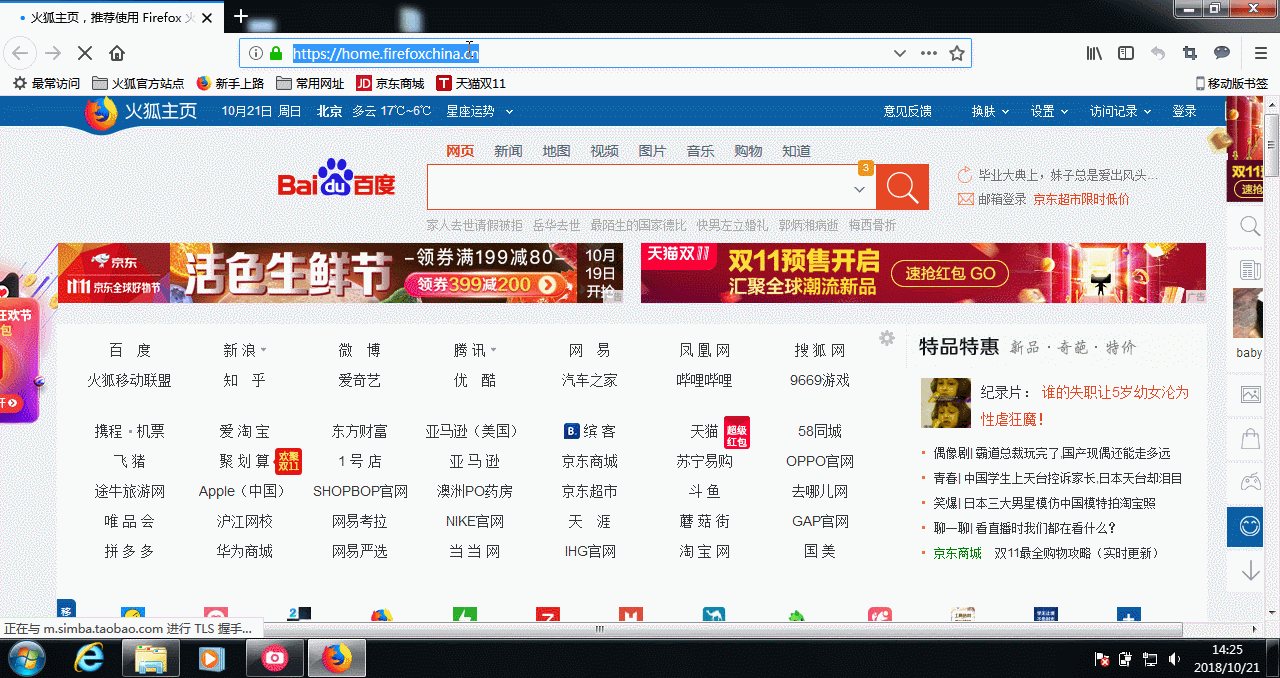 火狐主页，推荐使用 Firefox 火
https://home.firefoxchina.cn
最常访问 火狐官方站点 新手上路 常用网址 JD 京东商城 T 天猫双11 移动版书签
火狐主页 10月21日 周日 北京 多云 17℃~6℃ 星座运势 意见反馈 换肤 设置 访问记录 登录
网页 新闻 地图 视频 图片 音乐 购物 知道
Baidu百度
3
毕业大典上，妹子总是爱出风头...
邮箱登录 京东超市限时低价
家人去世请假被拒 岳华去世 最陌生的国家德比 快男左立婚礼 郭炳湘病逝 梅西骨折
双11
速抢
京东
11.11 京东全球好物节
活色生鲜节
领券满199减80
领券399减200
10月
19日
开抢
广告
天猫双11
双11预售开启
汇聚全球潮流新品
速抢红包 GO
广告
狂欢节
包
开
百 度 新 浪 微 博 腾 讯 网 易 凤 凰 网 搜 狐 网
火狐移动联盟 知 乎 爱奇艺 优 酷 汽车之家 哔哩哔哩 9669游戏
携程·机票 爱 淘 宝 东方财富 亚马逊（美国） B. 缤 客 天猫 超级红包 58同城
飞 猪 聚 划 算 欢聚双11 1 号 店 亚 马 逊 京东商城 苏宁易购 OPPO官网
途牛旅游网 Apple（中国） SHOPBOP官网 澳洲PO药房 京东超市 斗 鱼 去哪儿网
唯 品 会 沪江网校 网易考拉 NIKE官网 天 涯 蘑 菇 街 GAP官网
拼 多 多 华为商城 网易严选 当 当 网 IHG官网 淘 宝 网 国 美
特品特惠 新品·奇葩·特价
纪录片： 谁的失职让5岁幼女沦为
性虐狂魔！
偶像剧| 霸道总裁玩完了,国产现偶还能走多远
青春| 中国学生上天台控诉家长,日本天台却泪目
笑爆| 日本三大男星模仿中国模特拍淘宝照
聊一聊| 看直播时我们都在看什么？
京东商城 双11最全购物攻略（实时更新）
baby
移
2
正在与 m.simba.taobao.com 进行 TLS 握手...
14:25
2018/10/21